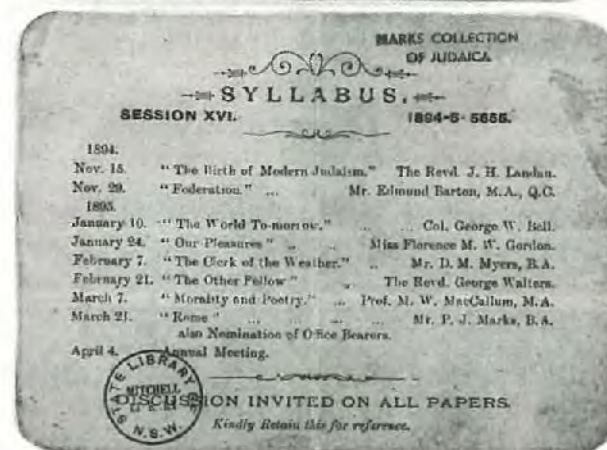 MARKS COLLECTION
OF JUDAICA
SYLLABUS.
SESSION XVI. 1894-5- 5655.
1894.
Nov. 15. "The Birth of Modern Judaism." The Revd. J. H. Landau.
Nov. 29. "Federation." ... Mr. Edmund Barton, M.A., Q.C.
1895.
January 10. "The World To-morrow." ... ... Col. George W. Bell.
January 24. "Our Pleasures" „ „ Miss Florence M. W. Gordon.
February 7. "The Clerk of the Weather." „ Mr. D. M. Myers, B.A.
February 21. "The Other Fellow" „ The Revd. George Walters.
March 7. "Morality and Poetry." ... Prof. M. W. MacCallum, M.A.
March 21. "Rome" ... ... ... ... Mr. P. J. Marks, B.A.
also Nomination of Office Bearers.
April 4. Annual Meeting.
STATE LIBRARY
MITCHELL
N.S.W.
DISCUSSION INVITED ON ALL PAPERS.
Kindly Retain this for reference.